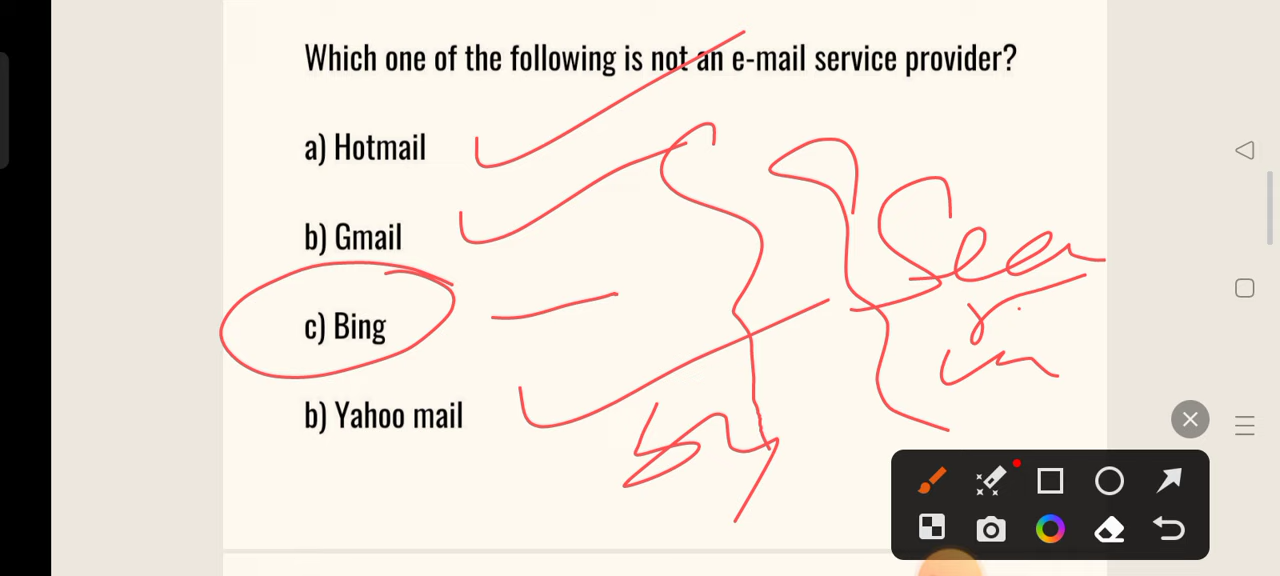 Which one of the following is not an e-mail service provider?
a) Hotmail
b) Gmail
c) Bing
b) Yahoo mail